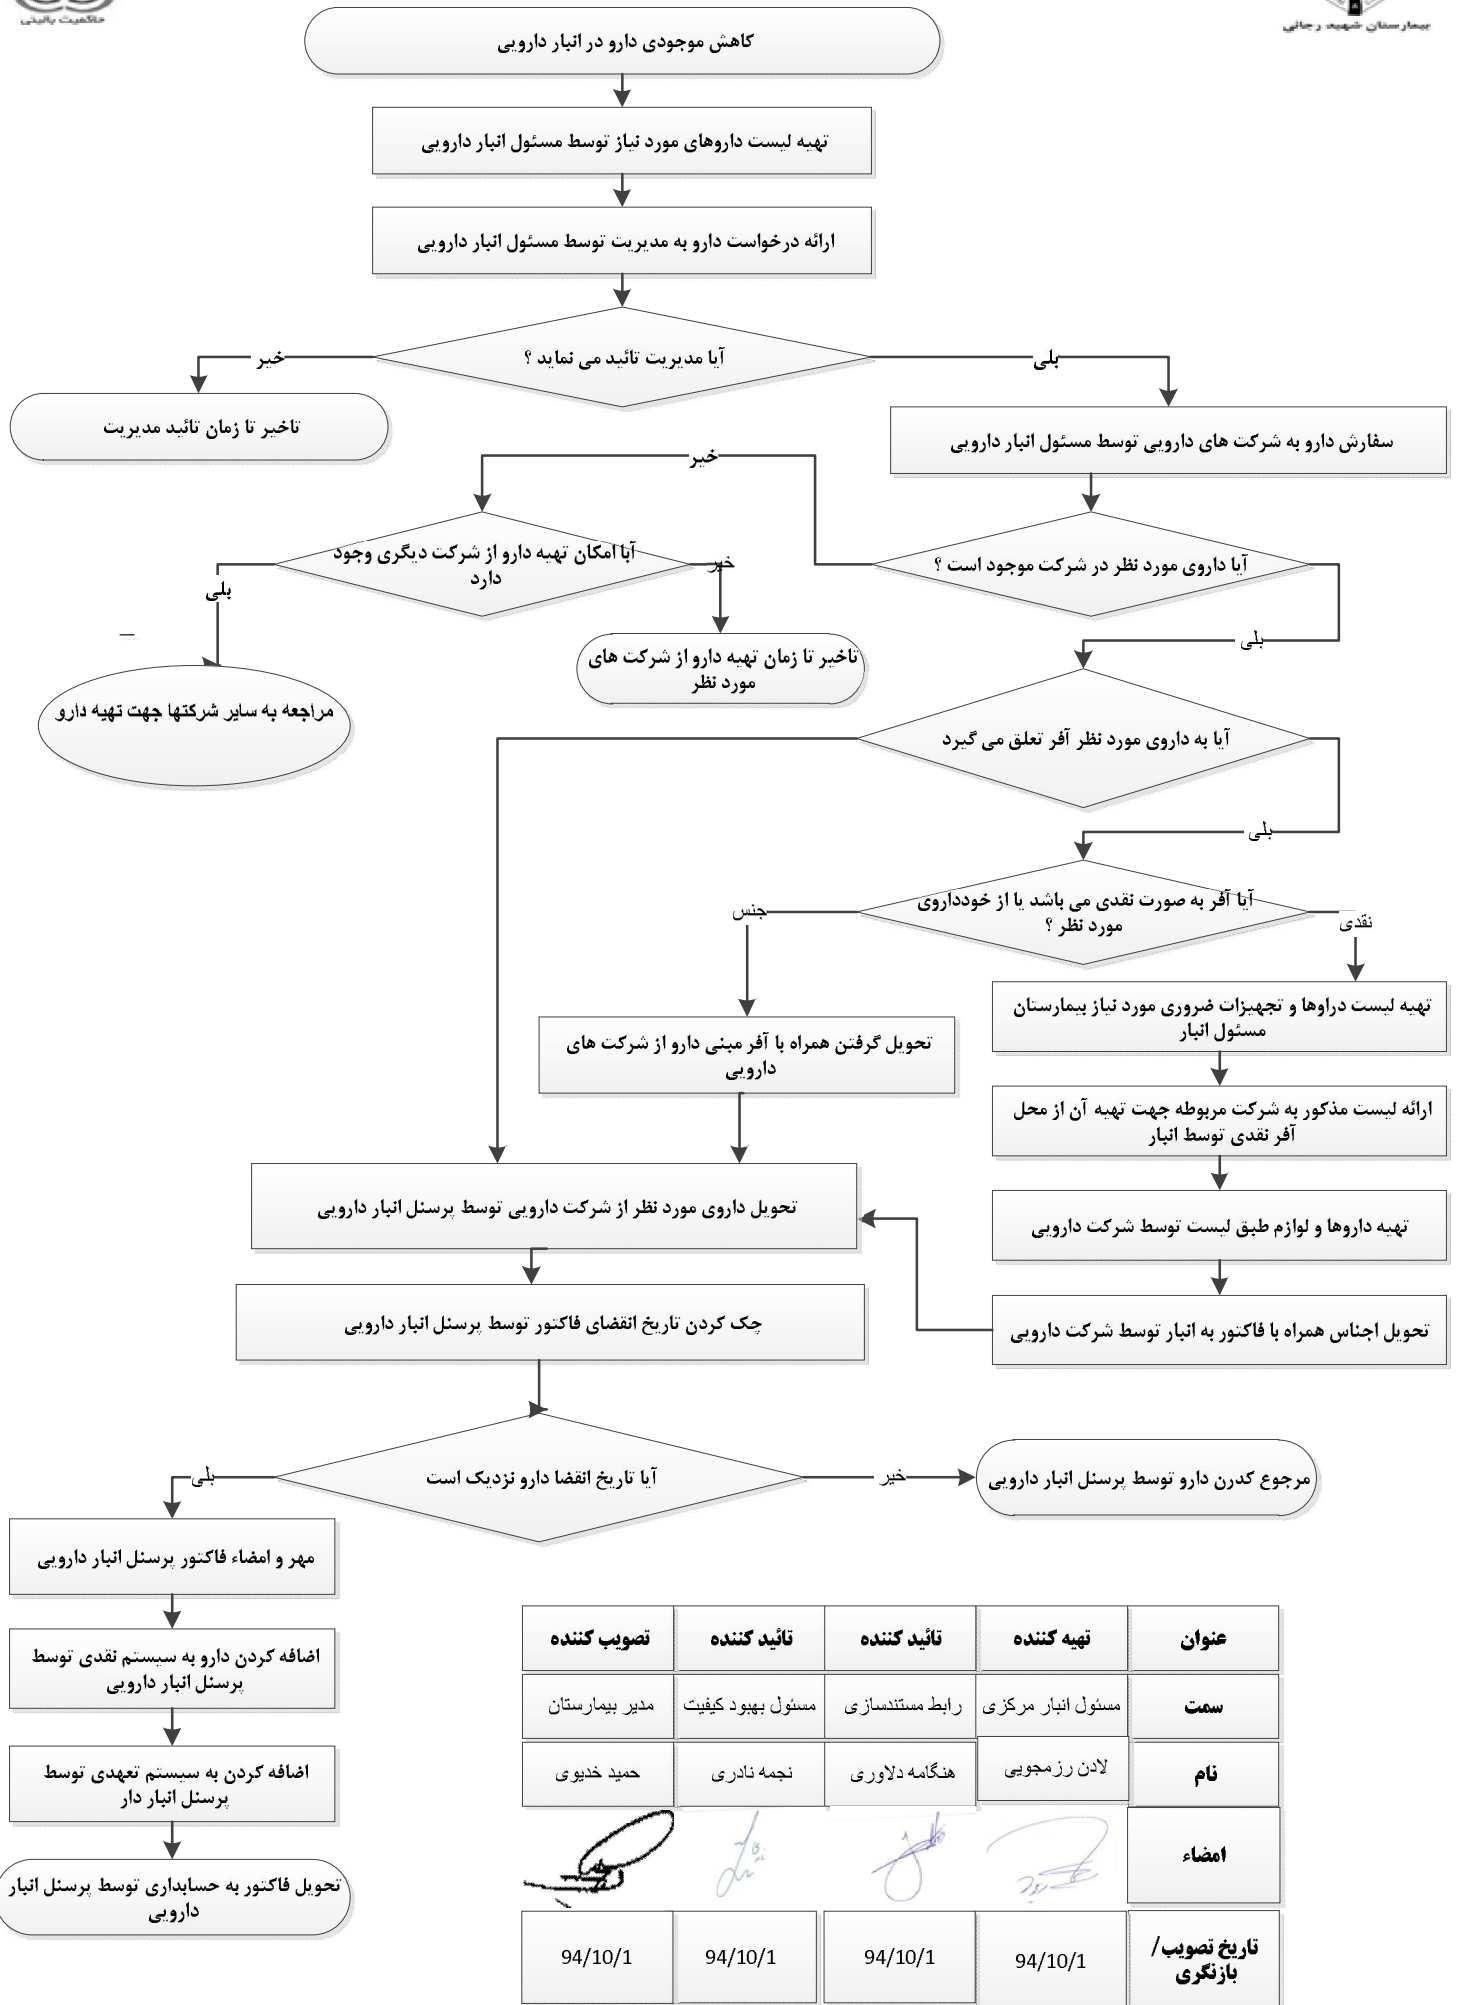 بیمارستان شهید رجائی
حاکمیت بالینی
کاهش موجودی دارو در انبار دارویی
تهیه لیست داروهای مورد نیاز توسط مسئول انبار دارویی
ارائه درخواست دارو به مدیریت توسط مسئول انبار دارویی
آیا مدیریت تائید می نماید ؟
بلی
خیر
تاخیر تا زمان تائید مدیریت
سفارش دارو به شرکت های دارویی توسط مسئول انبار دارویی
خیر
آیا داروی مورد نظر در شرکت موجود است ؟
آیا امکان تهیه دارو از شرکت دیگری وجود
دارد
خیر
بلی
بلی
تاخیر تا زمان تهیه دارو از شرکت های
مورد نظر
مراجعه به سایر شرکتها جهت تهیه دارو
آیا به داروی مورد نظر آفر تعلق می گیرد
بلی
آیا آفر به صورت نقدی می باشد یا از خودداروی
مورد نظر ؟
نقدی
جنس
تهیه لیست دراوها و تجهیزات ضروری مورد نیاز بیمارستان
مسئول انبار
تحویل گرفتن همراه با آفر مبنی دارو از شرکت های
دارویی
ارائه لیست مذکور به شرکت مربوطه جهت تهیه آن از محل
آفر نقدی توسط انبار
تحویل داروی مورد نظر از شرکت دارویی توسط پرسنل انبار دارویی
تهیه داروها و لوازم طبق لیست توسط شرکت دارویی
چک کردن تاریخ انقضای فاکتور توسط پرسنل انبار دارویی
تحویل اجناس همراه با فاکتور به انبار توسط شرکت دارویی
آیا تاریخ انقضا دارو نزدیک است
خیر
بلی
مرجوع کدرن دارو توسط پرسنل انبار دارویی
مهر و امضاء فاکتور پرسنل انبار دارویی
اضافه کردن دارو به سیستم نقدی توسط
پرسنل انبار دارویی
اضافه کردن به سیستم تعهدی توسط
پرسنل انبار دار
تحویل فاکتور به حسابداری توسط پرسنل انبار
دارویی
عنوان تهیه کننده تائید کننده تائید کننده تصویب کننده
سمت مسئول انبار مرکزی رابط مستندسازی مسئول بهبود کیفیت مدیر بیمارستان
نام لادن رزمجویی هنگامه دلاوری نجمه نادری حمید خدیوی
امضاء
تاریخ تصویب/
بازنگری
94/10/1 94/10/1 94/10/1 94/10/1